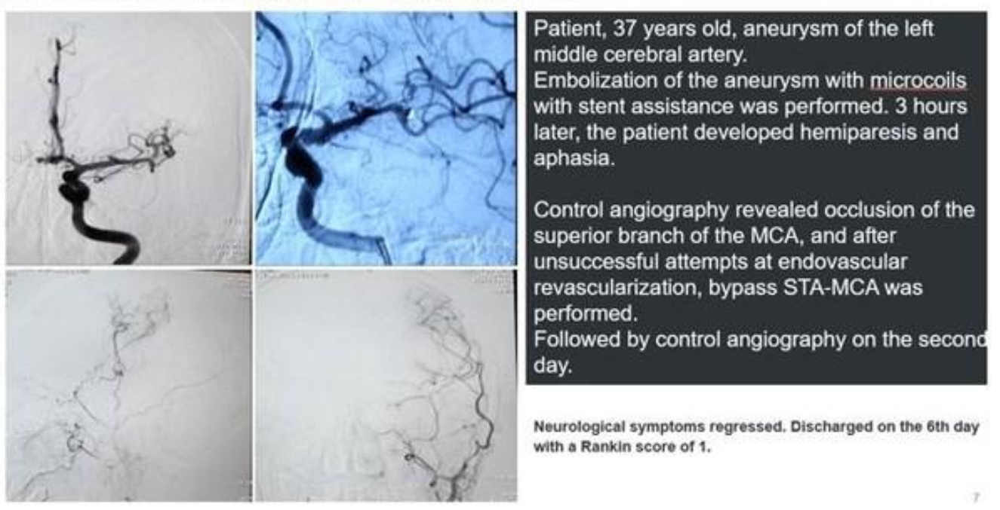 Patient, 37 years old, aneurysm of the left
middle cerebral artery.
Embolization of the aneurysm with microcoils
with stent assistance was performed. 3 hours
later, the patient developed hemiparesis and
aphasia.
Control angiography revealed occlusion of the
superior branch of the MCA, and after
unsuccessful attempts at endovascular
revascularization, bypass STA-MCA was
performed.
Followed by control angiography on the second
day.
Neurological symptoms regressed. Discharged on the 6th day
with a Rankin score of 1.
7